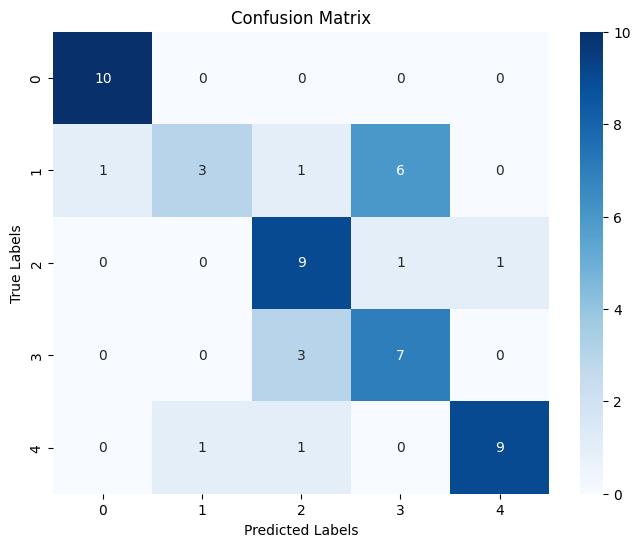 Confusion Matrix
True Labels
0 10 0 0 0 0
1 1 3 1 6 0
2 0 0 9 1 1
3 0 0 3 7 0
4 0 1 1 0 9
0 1 2 3 4
Predicted Labels
10
8
6
4
2
0